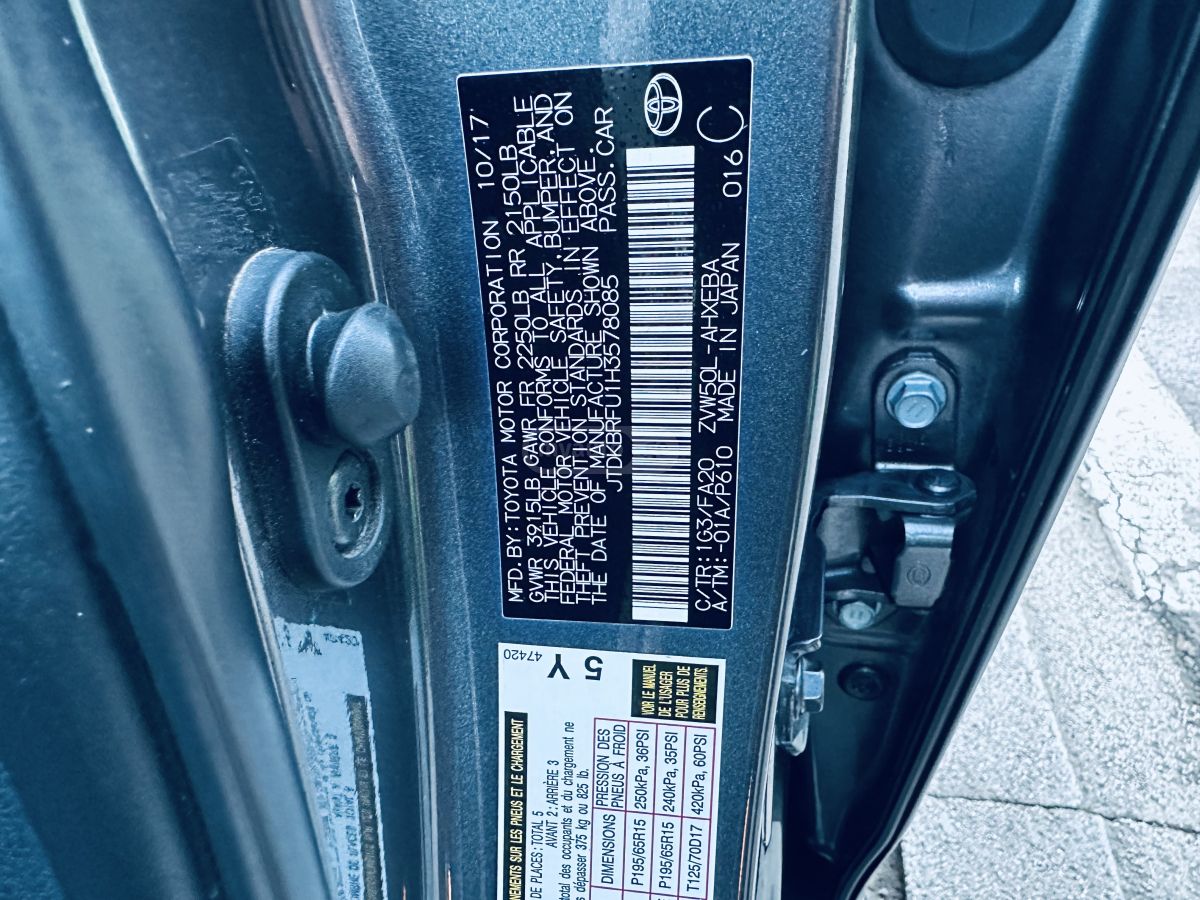 MFD.BY:TOYOTA MOTOR CORPORATION 10/17
GVWR 3915LB GAWR FR 2250LB RR 2150LB
THIS VEHICLE CONFORMS TO ALL APPLICABLE
FEDERAL MOTOR VEHICLE SAFETY,BUMPER,AND
THEFT PREVENTION STANDARDS IN EFFECT ON
THE DATE OF MANUFACTURE SHOWN ABOVE.
JTDKBRFU1H3578085 PASS.CAR
C/TR:1G3/FA20 ZVW50L-AHXEBA 016 C
A/TM:-01A/P610 MADE IN JAPAN
47420
5 Y
VOIR LE MANUEL
DE L'USAGER
POUR PLUS DE
RENSEIGNEMENTS.
SUR LES PNEUS ET LE CHARGEMENT
DE PLACES:TOTAL 5
AVANT 2:ARRIÈRE 3
total des occupants et du chargement ne
dépasser 375 kg ou 825 lb.
DIMENSIONS PRESSION DES
PNEUS À FROID
P195/65R15 250kPa, 36PSI
P195/65R15 240kPa, 35PSI
T125/70D17 420kPa, 60PSI